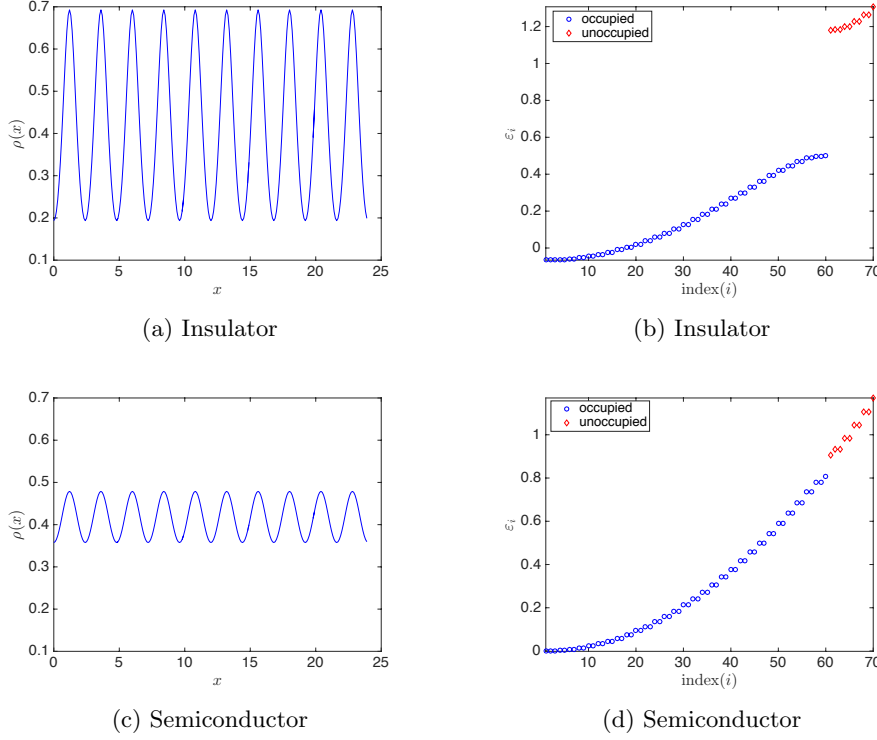 0.7
0.6
0.5
0.4
0.3
0.2
0.1
ρ(x)
0 5 10 15 20 25
x
(a) Insulator
occupied
unoccupied
1.2
1
0.8
0.6
0.4
0.2
0
ε_i
10 20 30 40 50 60 70
index(i)
(b) Insulator
0.7
0.6
0.5
0.4
0.3
0.2
0.1
ρ(x)
0 5 10 15 20 25
x
(c) Semiconductor
occupied
unoccupied
1
0.8
0.6
0.4
0.2
0
ε_i
10 20 30 40 50 60 70
index(i)
(d) Semiconductor